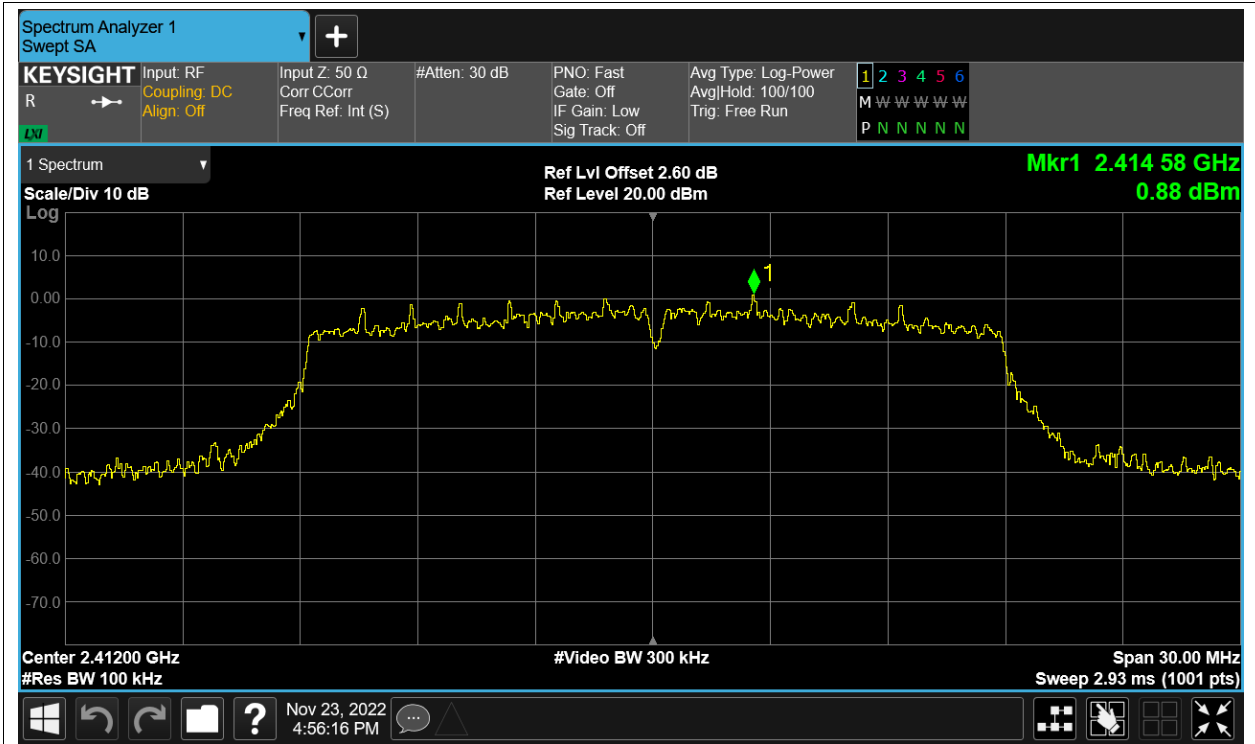 Spectrum Analyzer 1
Swept SA
KEYSIGHT
R
LXI
Input: RF
Coupling: DC
Align: Off
Input Z: 50 Ω
Corr CCorr
Freq Ref: Int (S)
#Atten: 30 dB
PNO: Fast
Gate: Off
IF Gain: Low
Sig Track: Off
Avg Type: Log-Power
Avg|Hold: 100/100
Trig: Free Run
1 2 3 4 5 6
M W W W W W
P N N N N N
1 Spectrum
Scale/Div 10 dB
Log
Ref Lvl Offset 2.60 dB
Ref Level 20.00 dBm
Mkr1 2.414 58 GHz
0.88 dBm
1
10.0
0.00
-10.0
-20.0
-30.0
-40.0
-50.0
-60.0
-70.0
Center 2.41200 GHz
#Res BW 100 kHz
#Video BW 300 kHz
Span 30.00 MHz
Sweep 2.93 ms (1001 pts)
?
Nov 23, 2022
4:56:16 PM